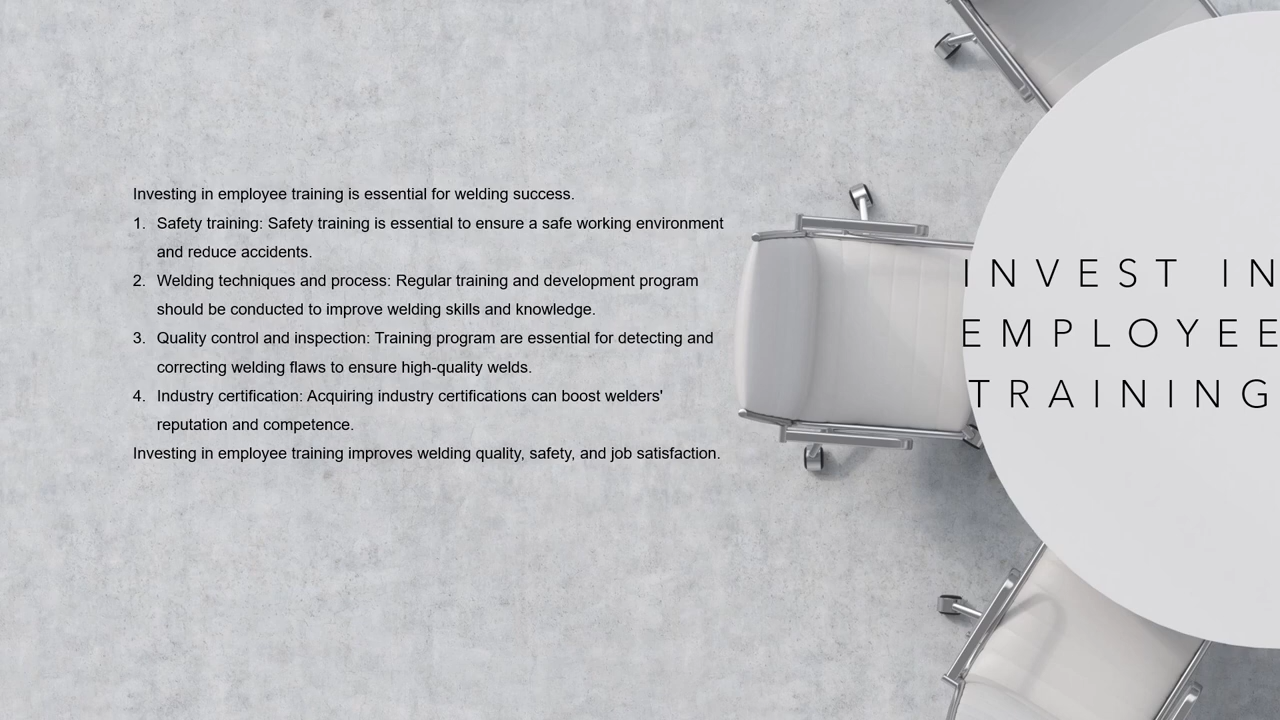 Investing in employee training is essential for welding success.
1. Safety training: Safety training is essential to ensure a safe working environment
and reduce accidents.
2. Welding techniques and process: Regular training and development program
should be conducted to improve welding skills and knowledge.
3. Quality control and inspection: Training program are essential for detecting and
correcting welding flaws to ensure high-quality welds.
4. Industry certification: Acquiring industry certifications can boost welders'
reputation and competence.
Investing in employee training improves welding quality, safety, and job satisfaction.
INVEST IN
EMPLOYEE
TRAINING